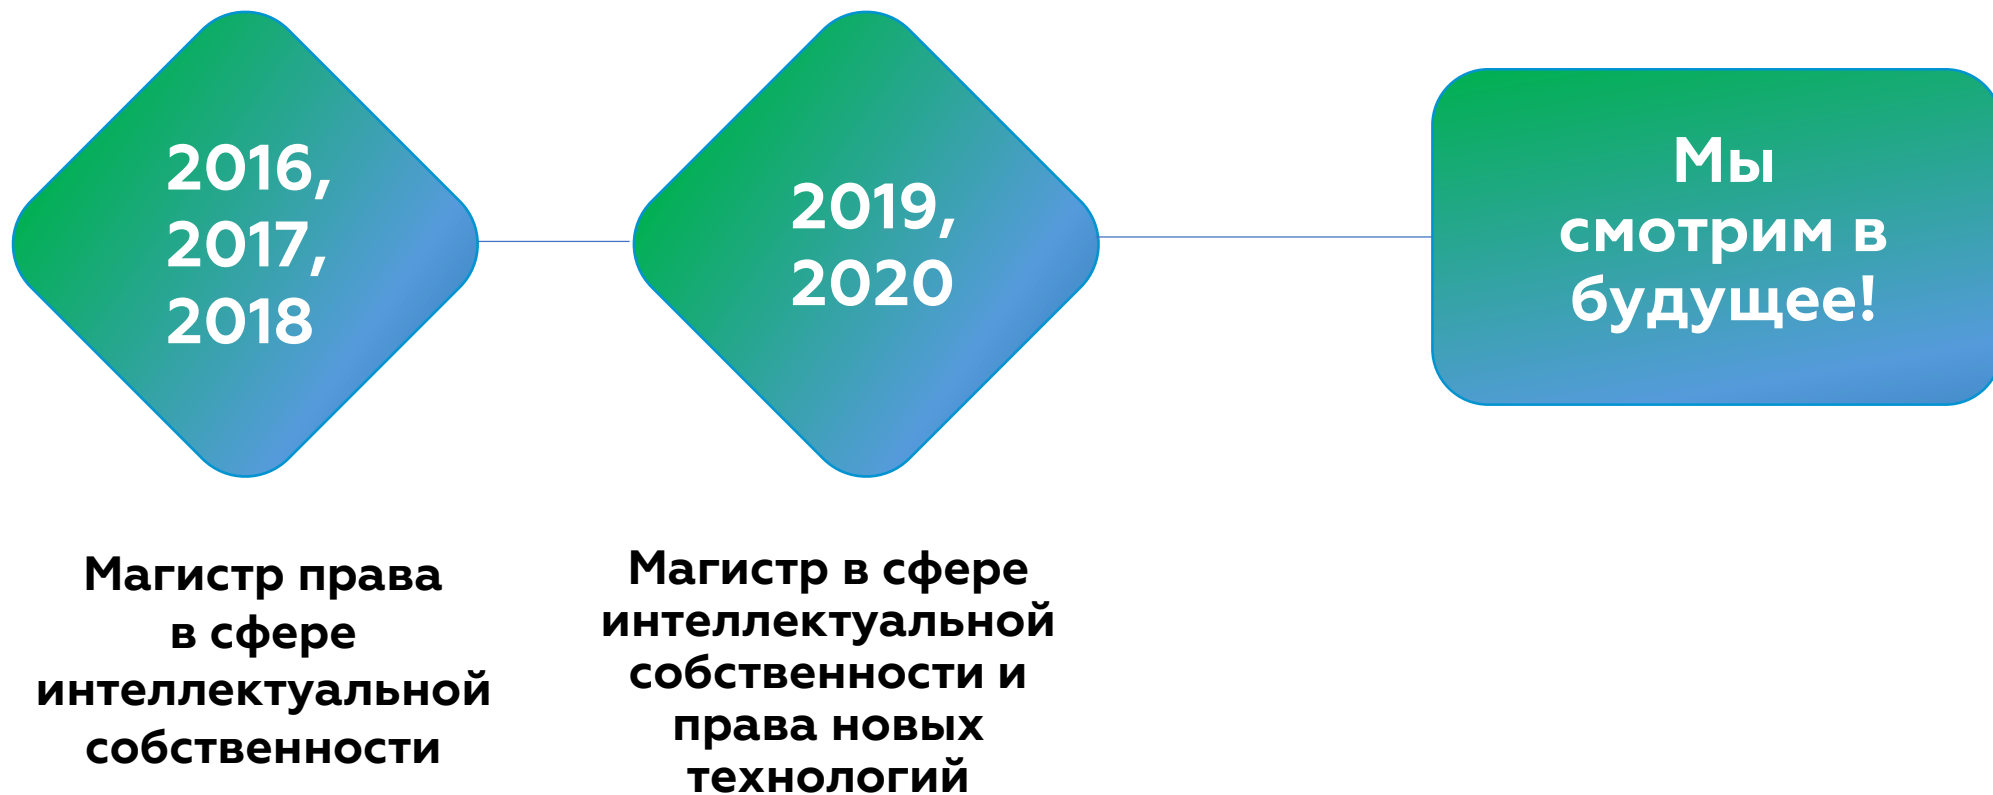 2016,
2017,
2018
2019,
2020
Мы
смотрим в
будущее!
Магистр права
в сфере
интеллектуальной
собственности
Магистр в сфере
интеллектуальной
собственности и
права новых
технологий